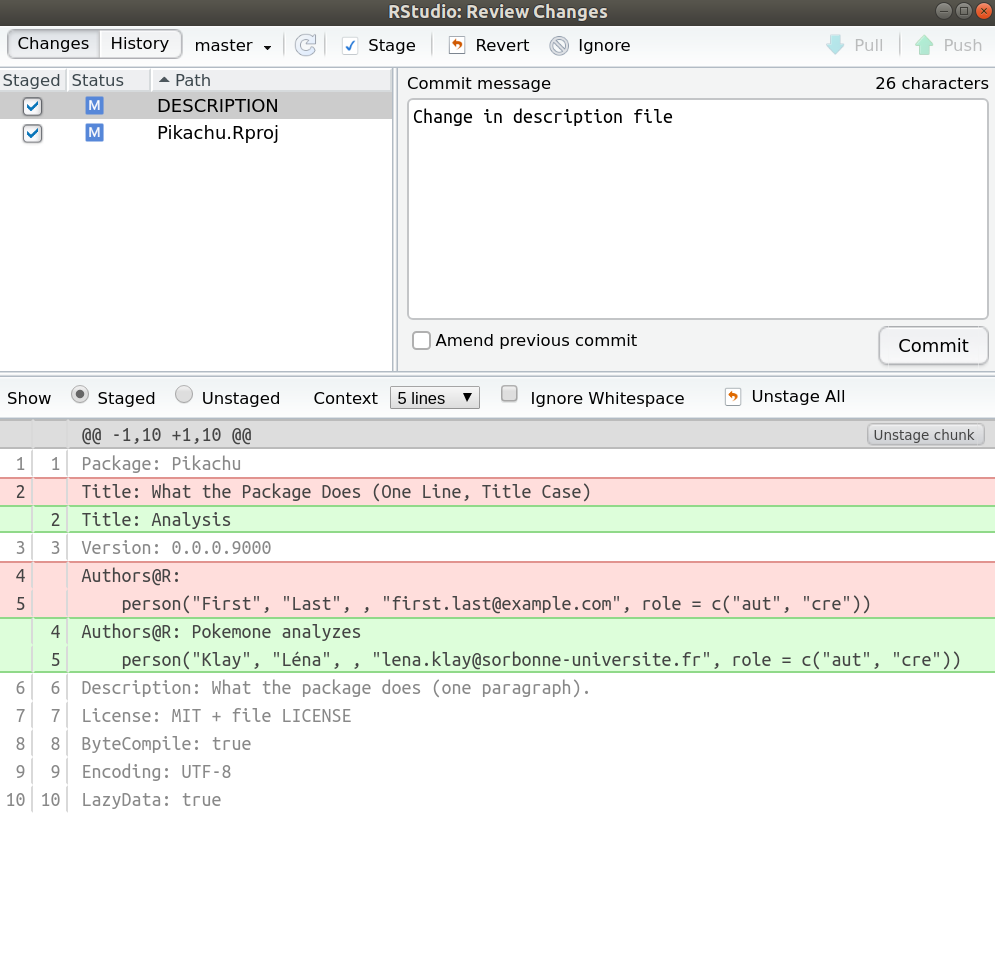 RStudio: Review Changes
Changes History master Stage Revert Ignore Pull Push
Staged Status Path
M DESCRIPTION
M Pikachu.Rproj
Commit message 26 characters
Change in description file
Amend previous commit Commit
Show Staged Unstaged Context 5 lines Ignore Whitespace Unstage All
@@ -1,10 +1,10 @@ Unstage chunk
1 1 Package: Pikachu
2 Title: What the Package Does (One Line, Title Case)
2 Title: Analysis
3 3 Version: 0.0.0.9000
4 Authors@R:
5 person("First", "Last", , "first.last@example.com", role = c("aut", "cre"))
4 Authors@R: Pokemone analyzes
5 person("Klay", "Léna", , "lena.klay@sorbonne-universite.fr", role = c("aut", "cre"))
6 6 Description: What the package does (one paragraph).
7 7 License: MIT + file LICENSE
8 8 ByteCompile: true
9 9 Encoding: UTF-8
10 10 LazyData: true